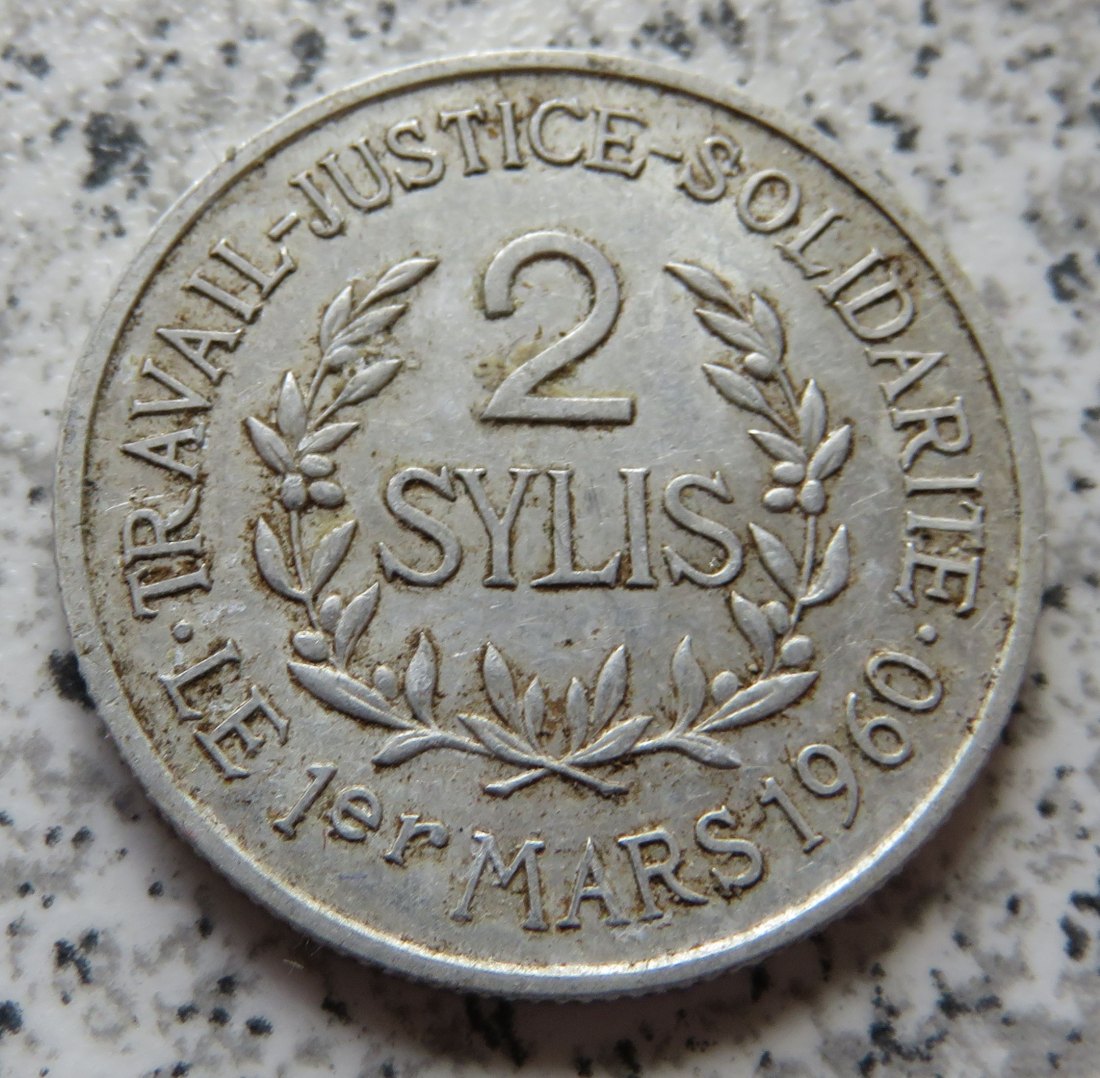 TRAVAIL-JUSTICE-SOLIDARITE
2
SYLIS
· LE 1er MARS 1960 ·